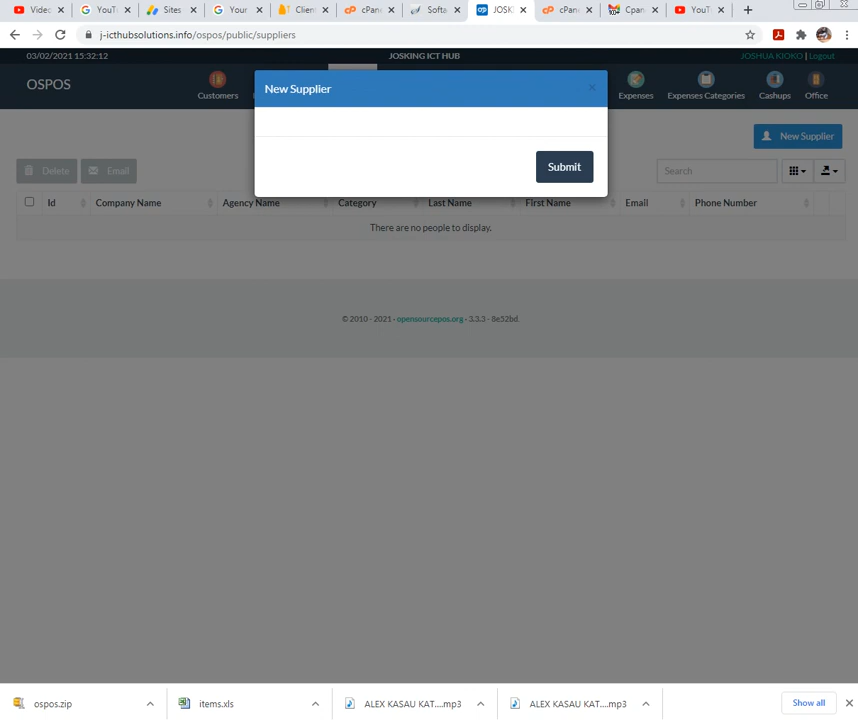 Video
YouTu
Sites
Your
Client
cPan
Softa
JOSK
cPan
Cpan
YouTu
j-icthubsolutions.info/ospos/public/suppliers
03/02/2021 15:32:12
JOSKING ICT HUB
JOSHUA KIOKO | Logout
OSPOS
Customers
Expenses
Expenses Categories
Cashups
Office
New Supplier
×
Submit
New Supplier
Delete
Email
Search
Id
Company Name
Agency Name
Category
Last Name
First Name
Email
Phone Number
There are no people to display.
© 2010 - 2021 · opensourcepos.org · 3.3.3 - 8e52bd.
ospos.zip
items.xls
ALEX KASAU KAT....mp3
ALEX KASAU KAT....mp3
Show all